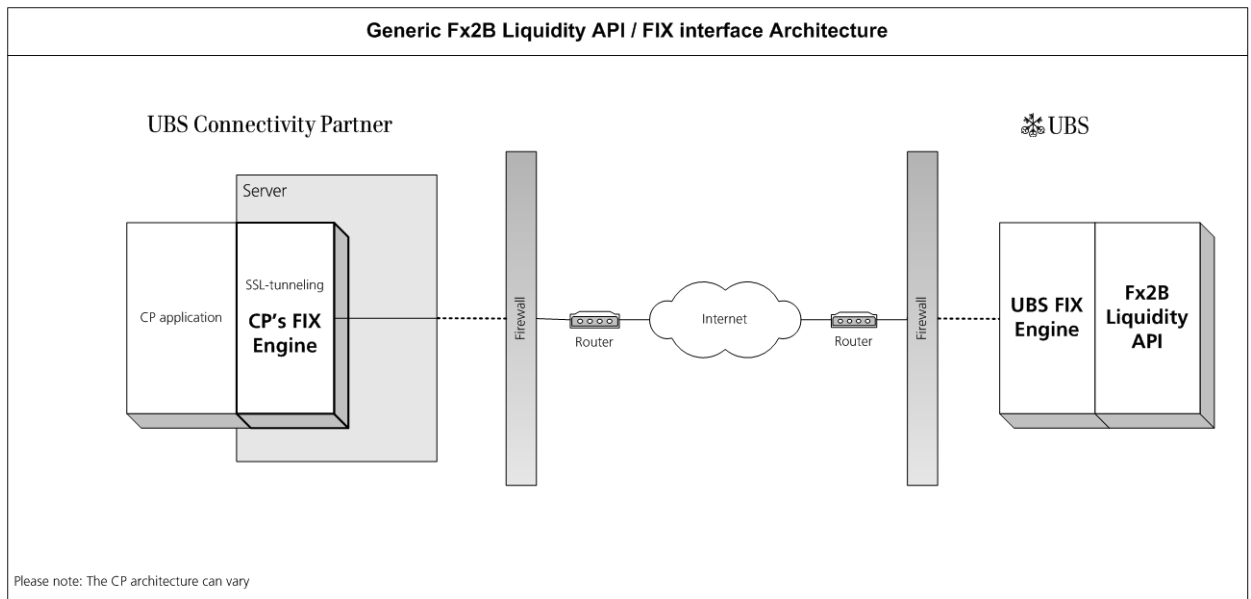 Generic Fx2B Liquidity API / FIX interface Architecture
UBS Connectivity Partner
UBS
Server
CP application
SSL-tunneling
CP's FIX
Engine
Firewall
Router
Internet
Router
Firewall
UBS FIX
Engine
Fx2B
Liquidity
API
Please note: The CP architecture can vary